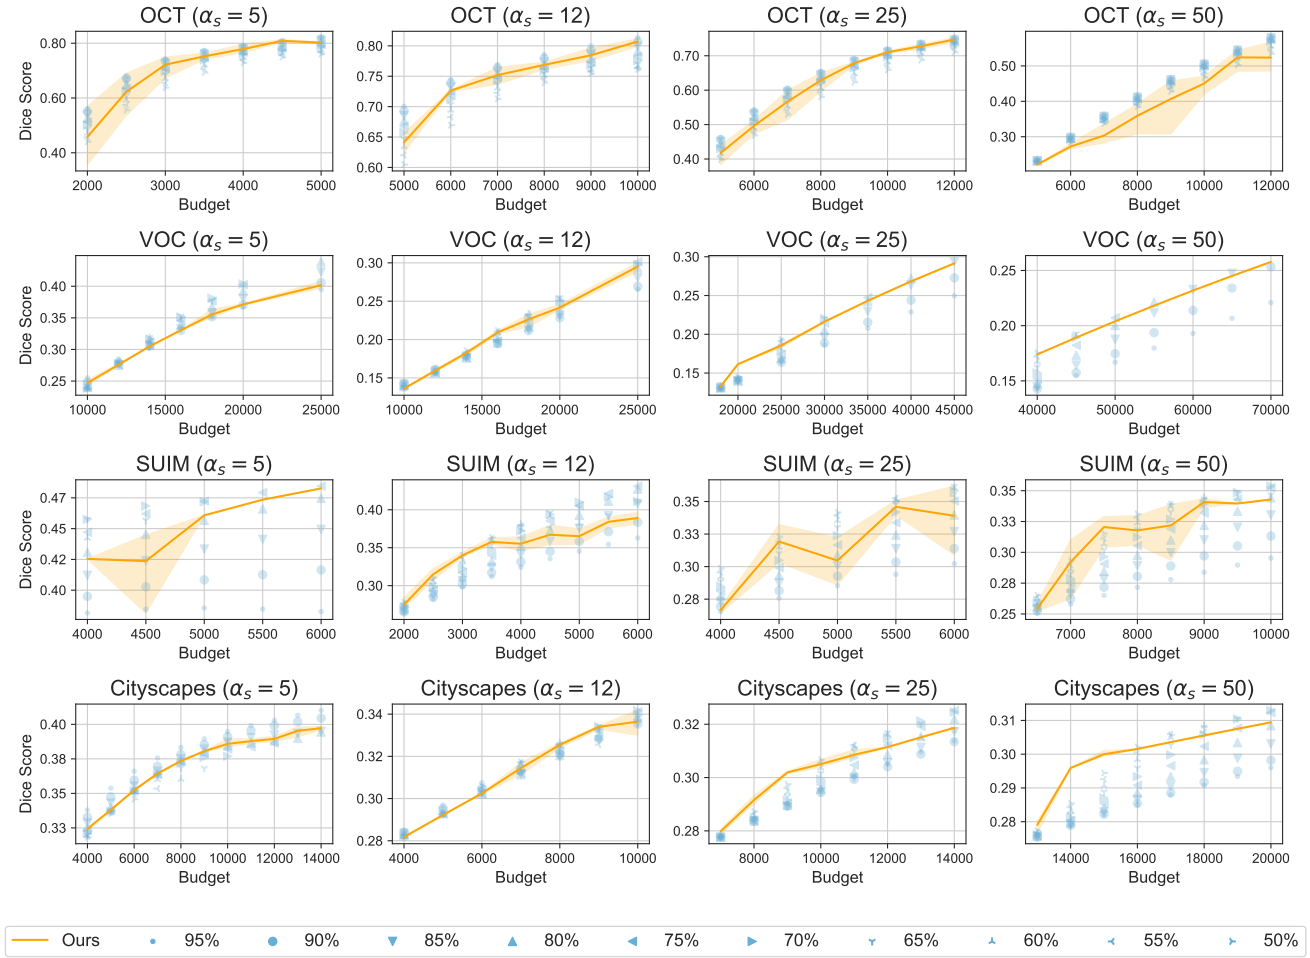 OCT (αs = 5)
OCT (αs = 12)
OCT (αs = 25)
OCT (αs = 50)
Dice Score
0.80
0.60
0.40
2000 3000 4000 5000
Budget
0.80
0.75
0.70
0.65
0.60
5000 6000 7000 8000 9000 10000
Budget
0.70
0.60
0.50
0.40
6000 8000 10000 12000
Budget
0.50
0.40
0.30
6000 8000 10000 12000
Budget
VOC (αs = 5)
VOC (αs = 12)
VOC (αs = 25)
VOC (αs = 50)
Dice Score
0.40
0.35
0.30
0.25
10000 15000 20000 25000
Budget
0.30
0.25
0.20
0.15
10000 15000 20000 25000
Budget
0.30
0.25
0.20
0.15
20000 25000 30000 35000 40000 45000
Budget
0.25
0.20
0.15
40000 50000 60000 70000
Budget
SUIM (αs = 5)
SUIM (αs = 12)
SUIM (αs = 25)
SUIM (αs = 50)
Dice Score
0.47
0.45
0.42
0.40
4000 4500 5000 5500 6000
Budget
0.40
0.35
0.30
2000 3000 4000 5000 6000
Budget
0.35
0.33
0.30
0.28
4000 4500 5000 5500 6000
Budget
0.35
0.33
0.30
0.28
0.25
7000 8000 9000 10000
Budget
Cityscapes (αs = 5)
Cityscapes (αs = 12)
Cityscapes (αs = 25)
Cityscapes (αs = 50)
Dice Score
0.40
0.38
0.35
0.33
4000 6000 8000 10000 12000 14000
Budget
0.34
0.32
0.30
0.28
4000 6000 8000 10000
Budget
0.32
0.30
0.28
8000 10000 12000 14000
Budget
0.31
0.30
0.29
0.28
14000 16000 18000 20000
Budget
Ours 95% 90% 85% 80% 75% 70% 65% 60% 55% 50%